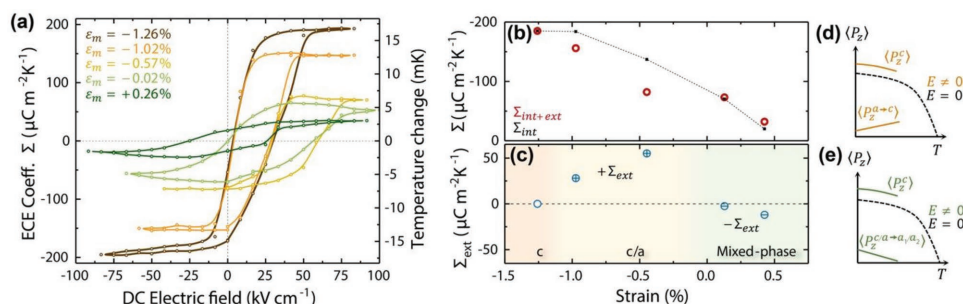 (a)
ε_m = −1.26%
ε_m = −1.02%
ε_m = −0.57%
ε_m = −0.02%
ε_m = +0.26%
ECE Coeff. Σ (µC m⁻²K⁻¹)
200
150
100
50
0
-50
-100
-150
-200
Temperature change (mK)
15
10
5
0
-5
-10
-15
-100 -75 -50 -25 0 25 50 75 100
DC Electric field (kV cm⁻¹)
(b)
Σ (µC m⁻²K⁻¹)
-200
-100
0
Σ_int+ext
Σ_int
(c)
Σ_ext (µC m⁻²K⁻¹)
50
0
-50
+Σ_ext
−Σ_ext
c
c/a
Mixed-phase
-1.5 -1.0 -0.5 0.0 0.5
Strain (%)
(d)
⟨P_z⟩
⟨P_z^c⟩
E ≠ 0
E = 0
⟨P_z^a→c⟩
T
(e)
⟨P_z⟩
⟨P_z^c⟩
E ≠ 0
E = 0
⟨P_z^c/a→a₁/a₂⟩
T